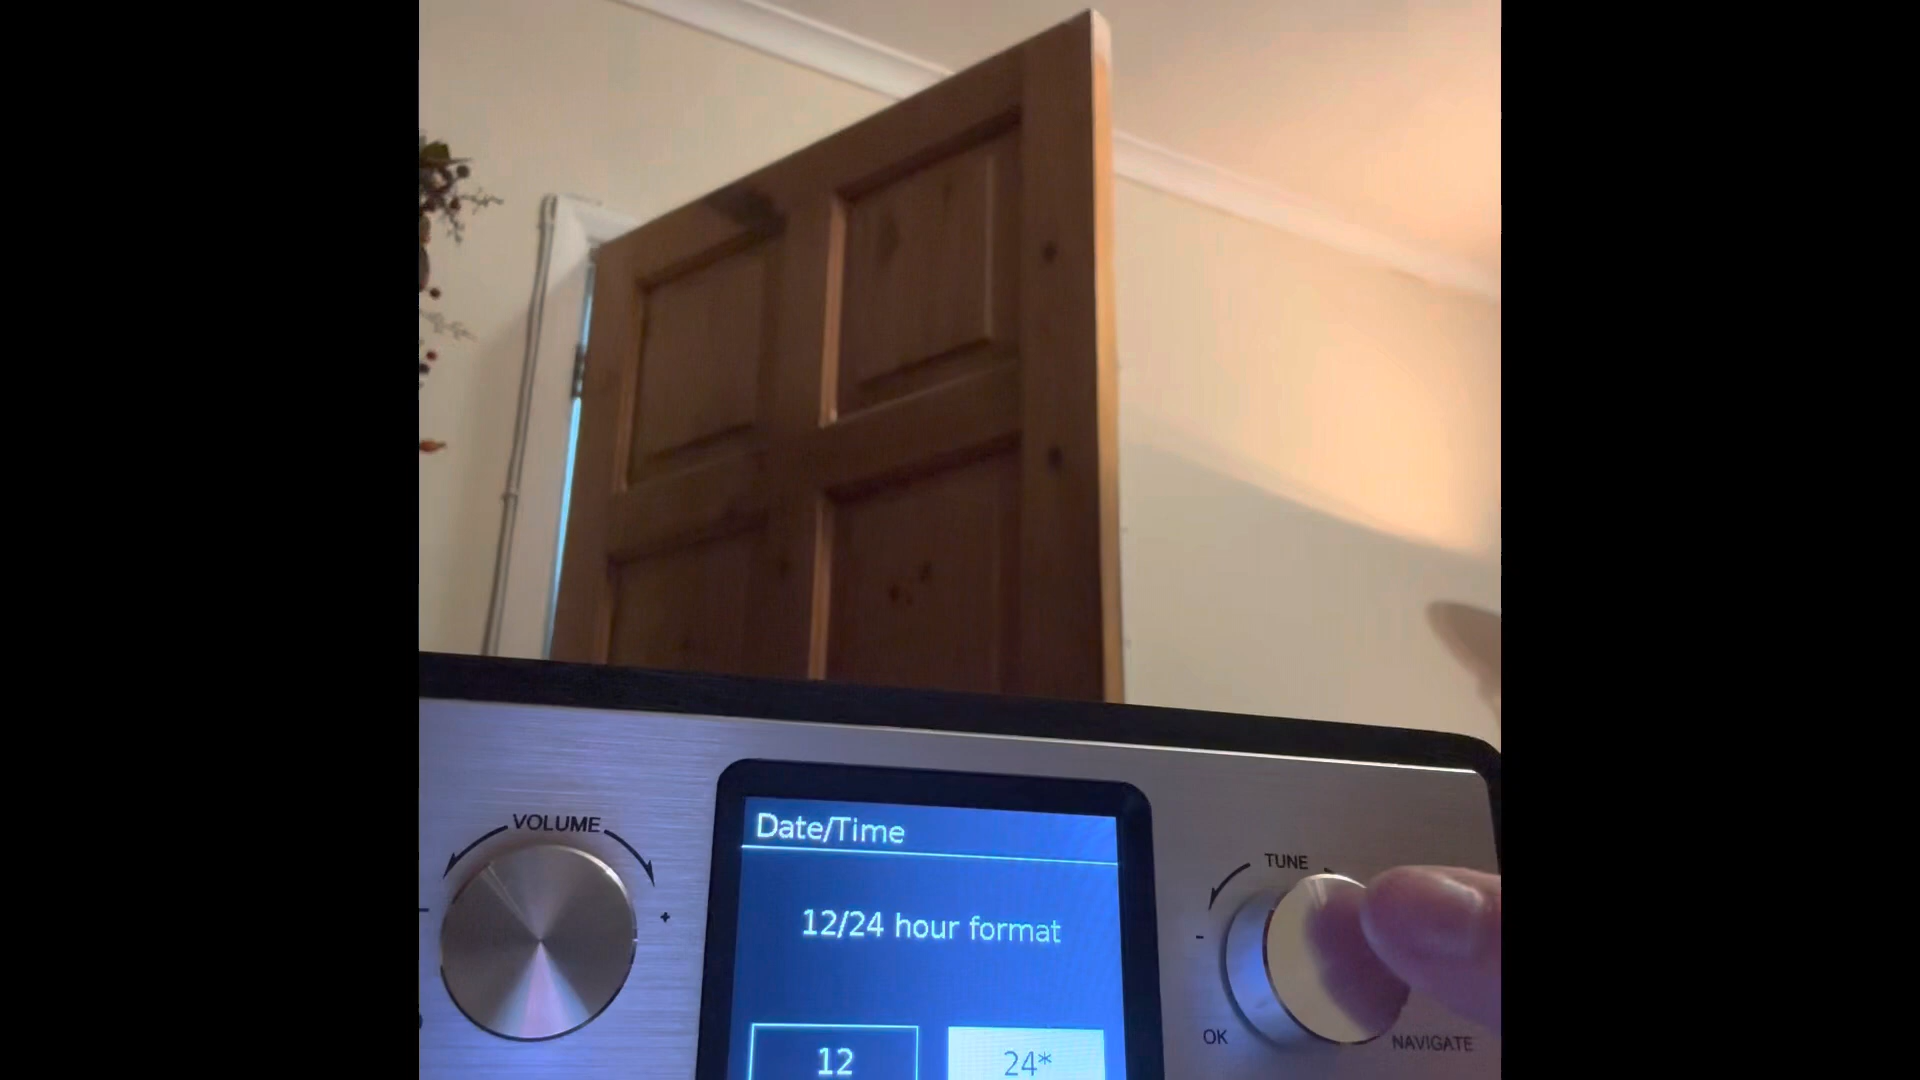 VOLUME
- +
Date/Time
12/24 hour format
12 24*
TUNE
-
OK
NAVIGATE